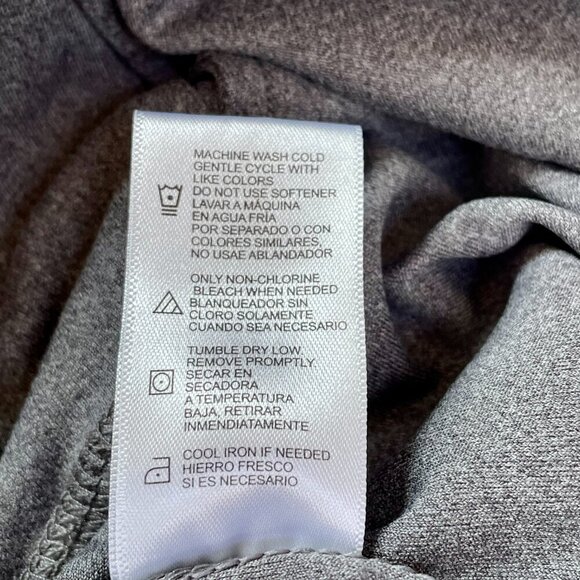 MACHINE WASH COLD
GENTLE CYCLE WITH
LIKE COLORS
DO NOT USE SOFTENER
LAVAR A MÁQUINA
EN AGUA FRÍA
POR SEPARADO O CON
COLORES SIMILARES,
NO USAE ABLANDADOR
ONLY NON-CHLORINE
BLEACH WHEN NEEDED
BLANQUEADOR SIN
CLORO SOLAMENTE
CUANDO SEA NECESARIO
TUMBLE DRY LOW,
REMOVE PROMPTLY.
SECAR EN
SECADORA
A TEMPERATURA
BAJA, RETIRAR
INMENDIATAMENTE
COOL IRON IF NEEDED
HIERRO FRESCO
SI ES NECESARIO